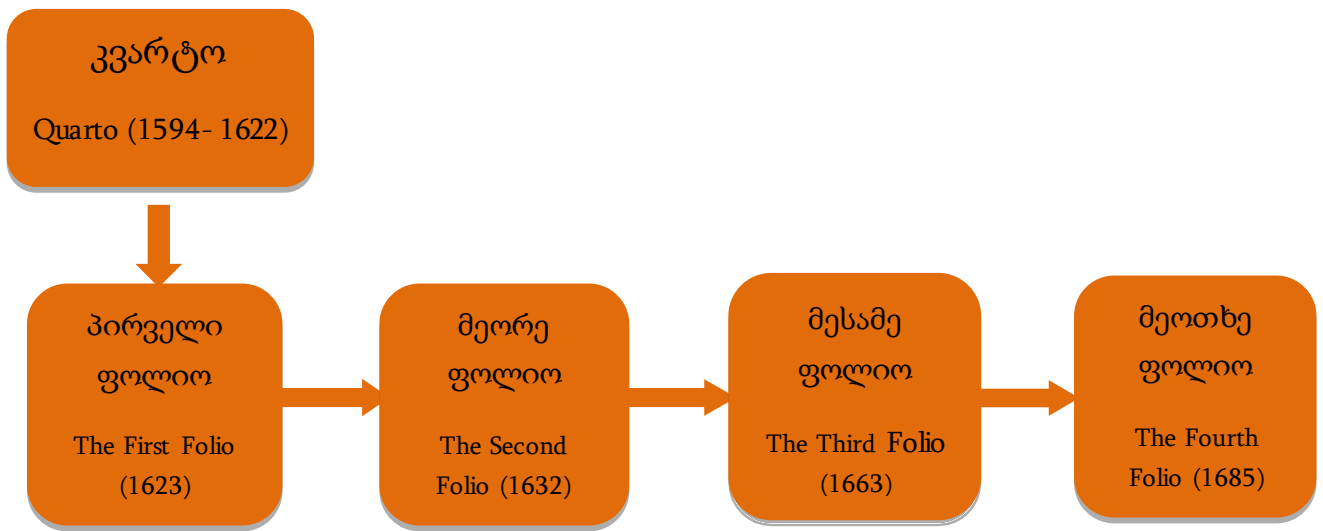 კვარტო
Quarto (1594- 1622)
პირველი
ფოლიო
The First Folio
(1623)
მეორე
ფოლიო
The Second
Folio (1632)
მესამე
ფოლიო
The Third Folio
(1663)
მეოთხე
ფოლიო
The Fourth
Folio (1685)